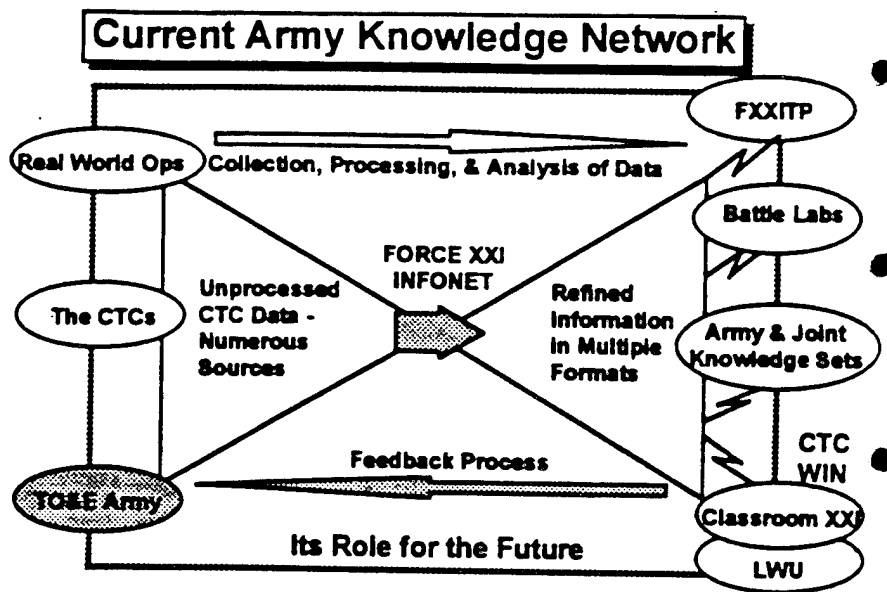 Current Army Knowledge Network
FXXITP
Real World Ops
Collection, Processing, & Analysis of Data
Battle Labs
FORCE XXI
INFONET
Unprocessed
CTC Data -
Numerous
Sources
The CTCs
Refined
Information
in Multiple
Formats
Army & Joint
Knowledge Sets
CTC
WIN
Feedback Process
TO&E Army
Classroom XXI
Its Role for the Future
LWU